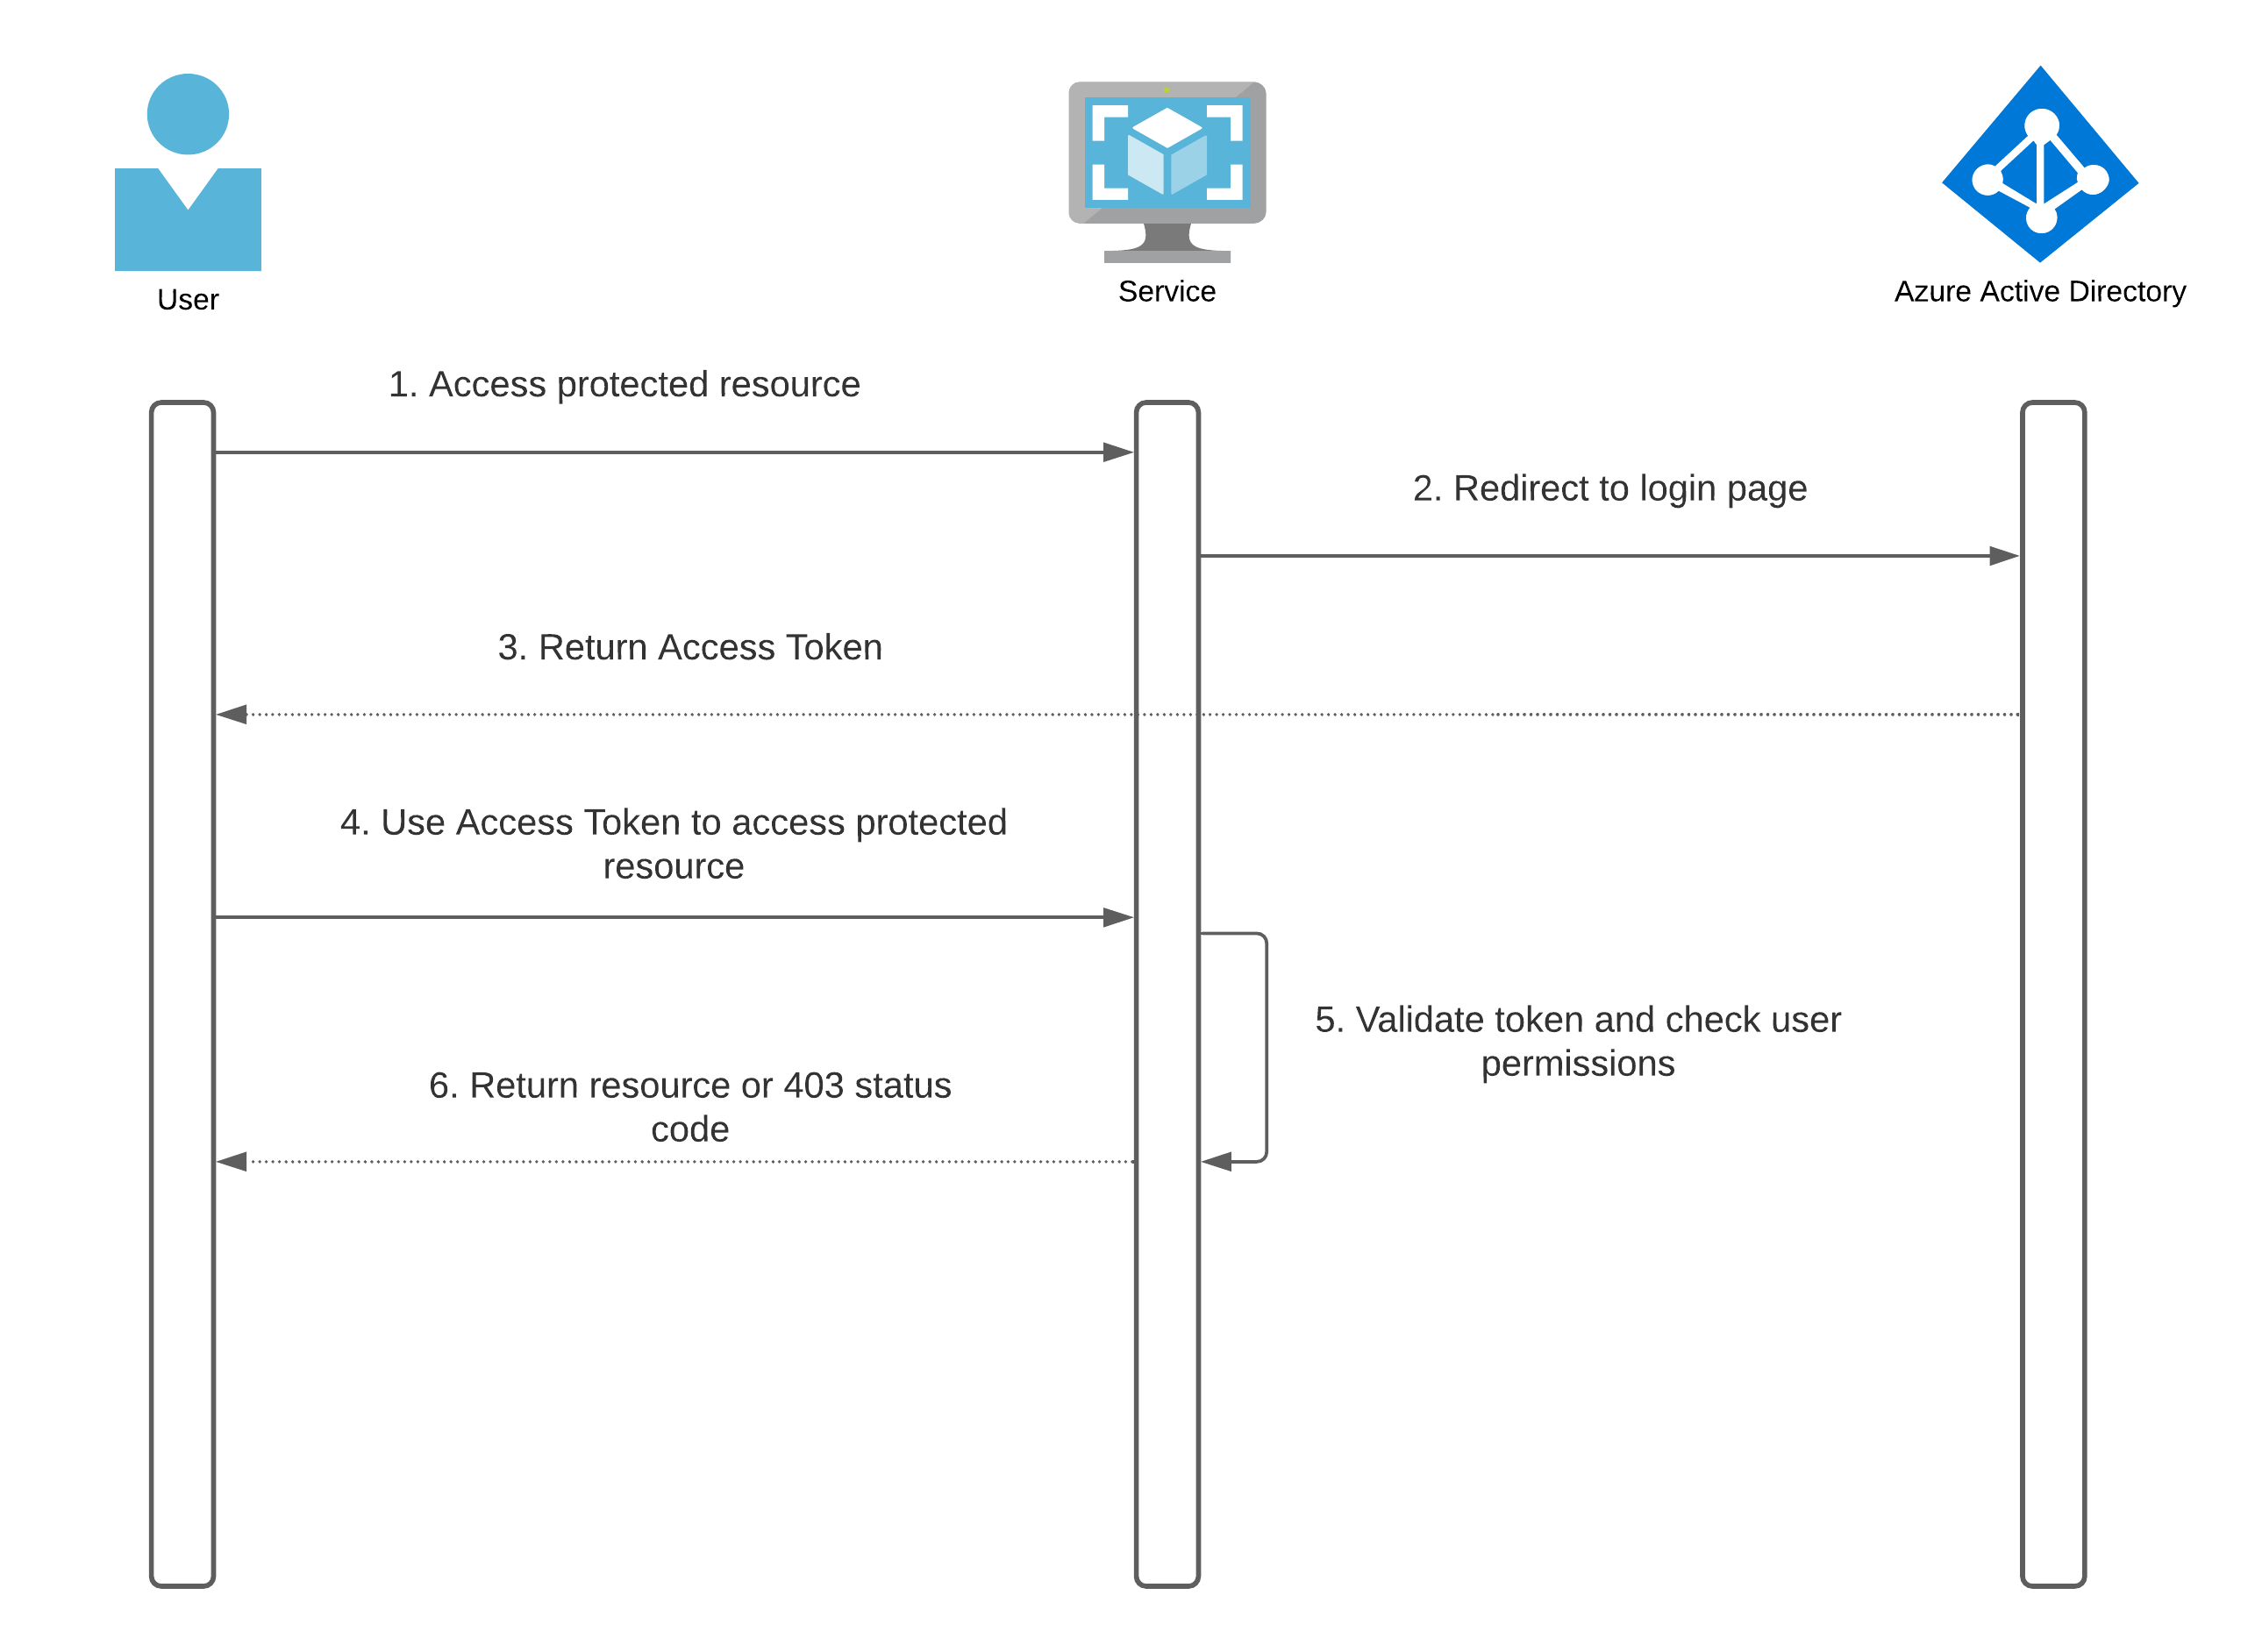 User
Service
Azure Active Directory
1. Access protected resource
2. Redirect to login page
3. Return Access Token
4. Use Access Token to access protected
resource
5. Validate token and check user
permissions
6. Return resource or 403 status
code